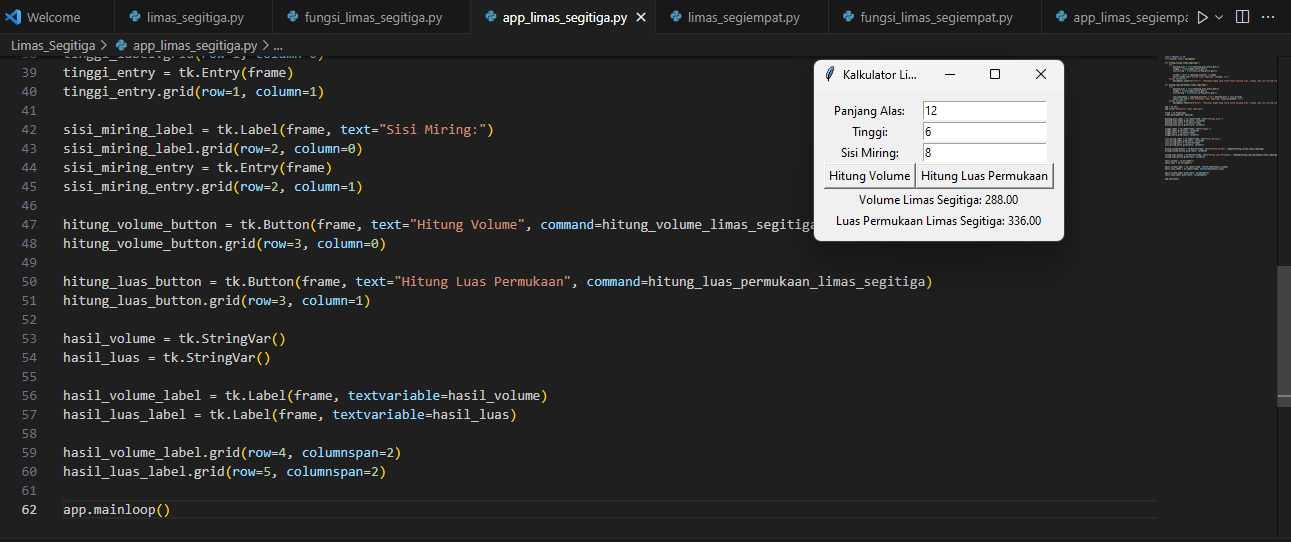 Welcome
limas_segitiga.py
fungsi_limas_segitiga.py
app_limas_segitiga.py
limas_segiempat.py
fungsi_limas_segiempat.py
app_limas_segiempa
Limas_Segitiga > app_limas_segitiga.py > ...
39 tinggi_entry = tk.Entry(frame)
40 tinggi_entry.grid(row=1, column=1)
41
42 sisi_miring_label = tk.Label(frame, text="Sisi Miring:")
43 sisi_miring_label.grid(row=2, column=0)
44 sisi_miring_entry = tk.Entry(frame)
45 sisi_miring_entry.grid(row=2, column=1)
46
47 hitung_volume_button = tk.Button(frame, text="Hitung Volume", command=hitung_volume_limas_segitiga
48 hitung_volume_button.grid(row=3, column=0)
49
50 hitung_luas_button = tk.Button(frame, text="Hitung Luas Permukaan", command=hitung_luas_permukaan_limas_segitiga)
51 hitung_luas_button.grid(row=3, column=1)
52
53 hasil_volume = tk.StringVar()
54 hasil_luas = tk.StringVar()
55
56 hasil_volume_label = tk.Label(frame, textvariable=hasil_volume)
57 hasil_luas_label = tk.Label(frame, textvariable=hasil_luas)
58
59 hasil_volume_label.grid(row=4, columnspan=2)
60 hasil_luas_label.grid(row=5, columnspan=2)
61
62 app.mainloop()
Kalkulator Li...
Panjang Alas: 12
Tinggi: 6
Sisi Miring: 8
Hitung Volume Hitung Luas Permukaan
Volume Limas Segitiga: 288.00
Luas Permukaan Limas Segitiga: 336.00